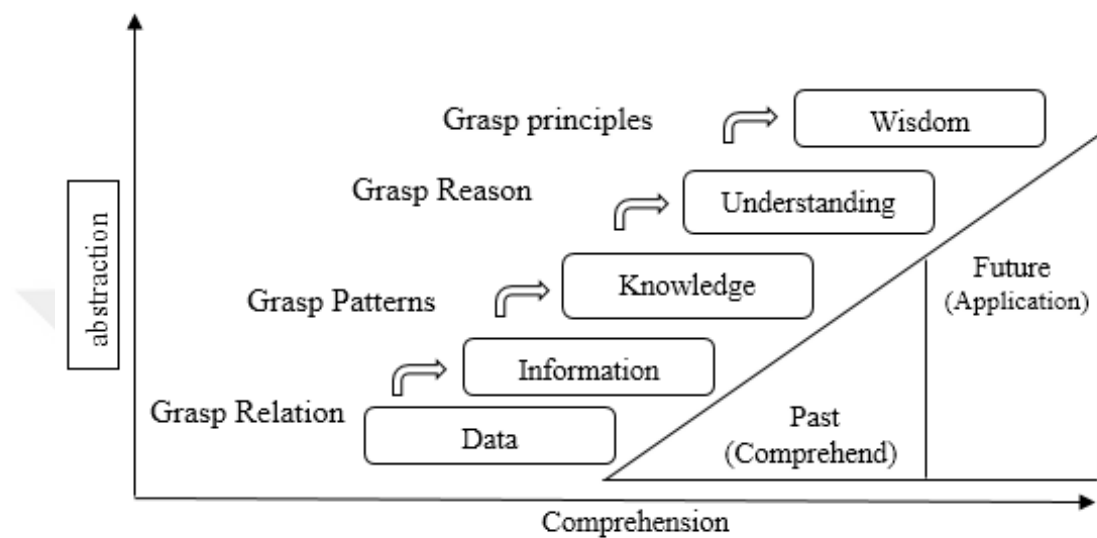 Grasp principles
Wisdom
Grasp Reason
Understanding
Grasp Patterns
Knowledge
Future
(Application)
abstraction
Information
Grasp Relation
Data
Past
(Comprehend)
Comprehension